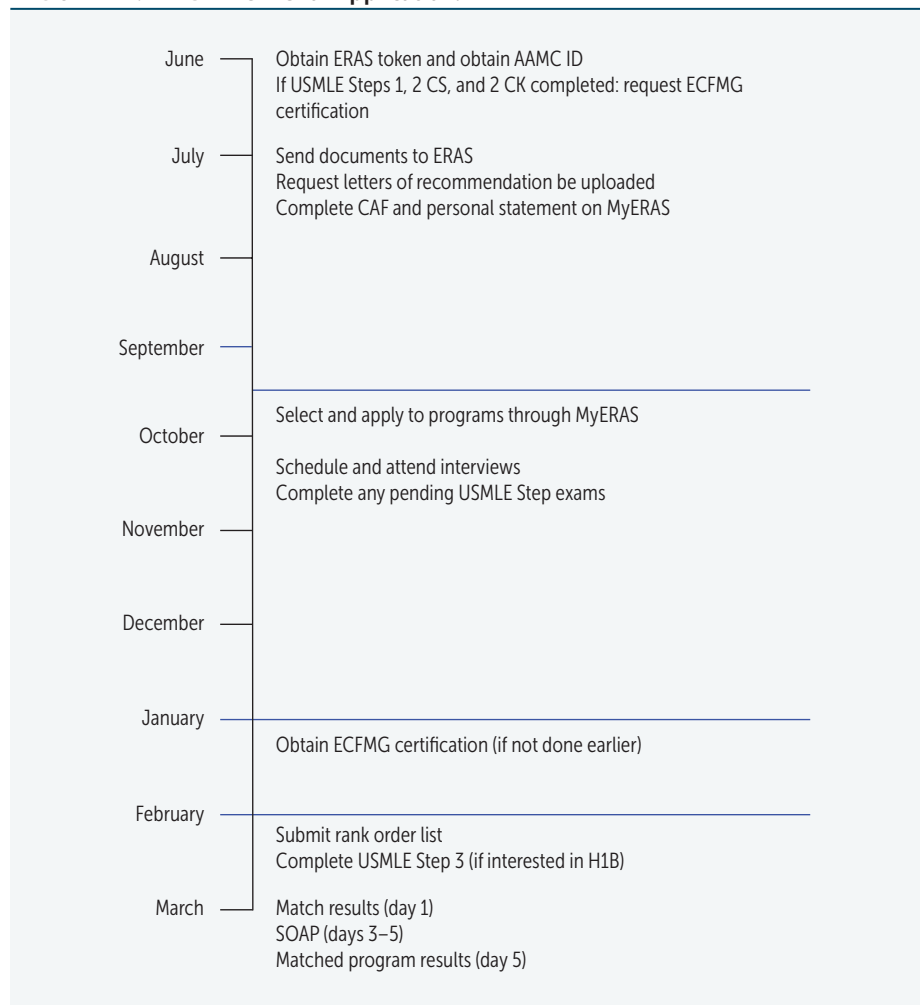 June
Obtain ERAS token and obtain AAMC ID
If USMLE Steps 1, 2 CS, and 2 CK completed: request ECFMG
certification
July
Send documents to ERAS
Request letters of recommendation be uploaded
Complete CAF and personal statement on MyERAS
August
September
Select and apply to programs through MyERAS
October
Schedule and attend interviews
Complete any pending USMLE Step exams
November
December
January
Obtain ECFMG certification (if not done earlier)
February
Submit rank order list
Complete USMLE Step 3 (if interested in H1B)
March
Match results (day 1)
SOAP (days 3–5)
Matched program results (day 5)